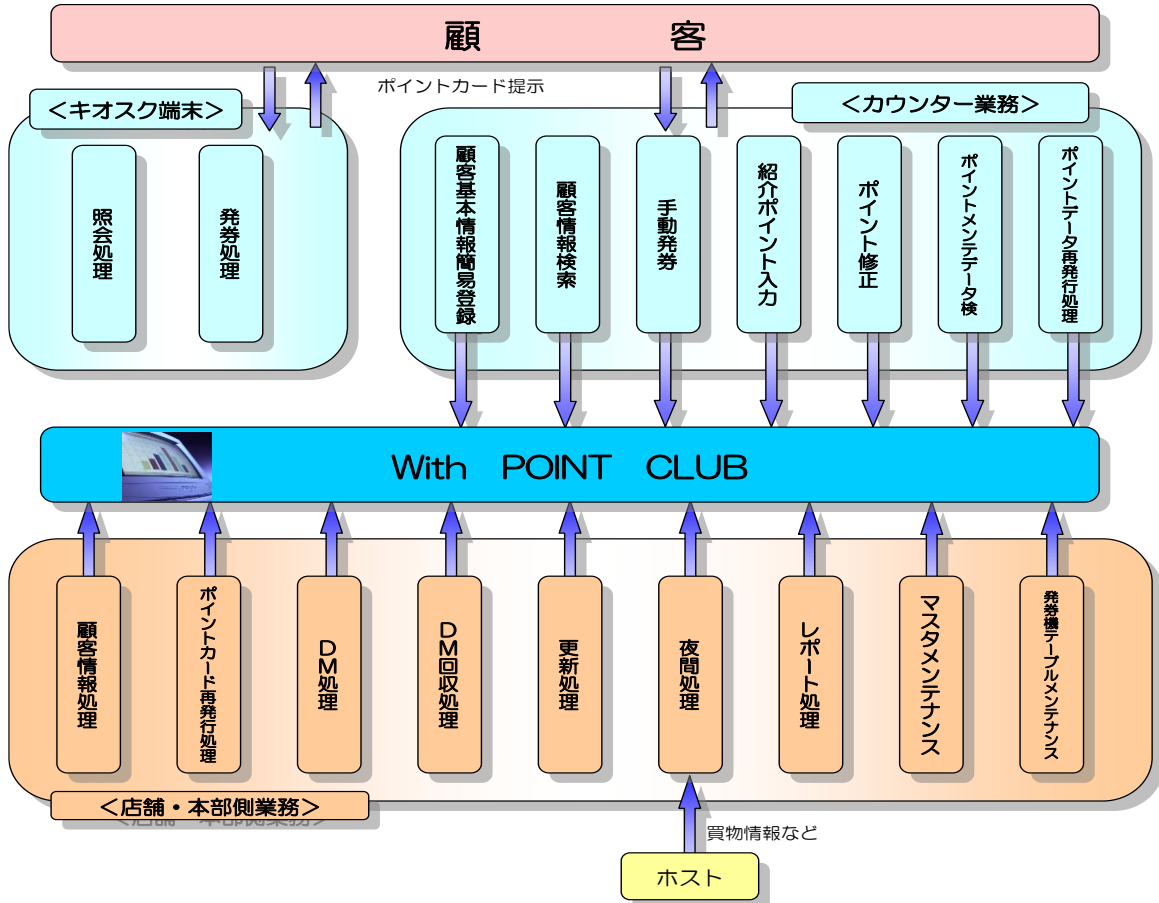 顧　客
ポイントカード提示
＜キオスク端末＞
＜カウンター業務＞
照会処理
発券処理
顧客基本情報簡易登録
顧客情報検索
手動発券
紹介ポイント入力
ポイント修正
ポイントメンテデータ検
ポイントデータ再発行処理
With　POINT　CLUB
顧客情報処理
ポイントカード再発行処理
ＤＭ処理
ＤＭ回収処理
更新処理
夜間処理
レポート処理
マスタメンテナンス
発券機テーブルメンテナンス
＜店舗・本部側業務＞
買物情報など
ホスト